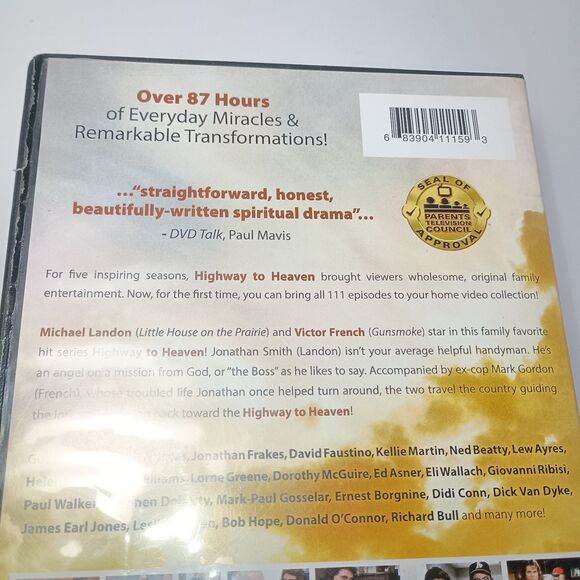 Over 87 Hours
of Everyday Miracles &
Remarkable Transformations!
6 83904 11159 3
..."straightforward, honest,
beautifully-written spiritual drama"...
- DVD Talk, Paul Mavis
SEAL OF
PARENTS
TELEVISION
COUNCIL
APPROVAL
For five inspiring seasons, Highway to Heaven brought viewers wholesome, original family
entertainment. Now, for the first time, you can bring all 111 episodes to your home video collection!
Michael Landon (Little House on the Prairie) and Victor French (Gunsmoke) star in this family favorite
hit series Highway to Heaven! Jonathan Smith (Landon) isn't your average helpful handyman. He's
an angel on a mission from God, or "the Boss" as he likes to say. Accompanied by ex-cop Mark Gordon
(French), whose troubled life Jonathan once helped turn around, the two travel the country guiding
the back toward the Highway to Heaven!
Jonathan Frakes, David Faustino, Kellie Martin, Ned Beatty, Lew Ayres,
Lorne Greene, Dorothy McGuire, Ed Asner, Eli Wallach, Giovanni Ribisi,
Paul Walker, Doherty, Mark-Paul Gosselar, Ernest Borgnine, Didi Conn, Dick Van Dyke,
James Earl Jones, Bob Hope, Donald O'Connor, Richard Bull and many more!